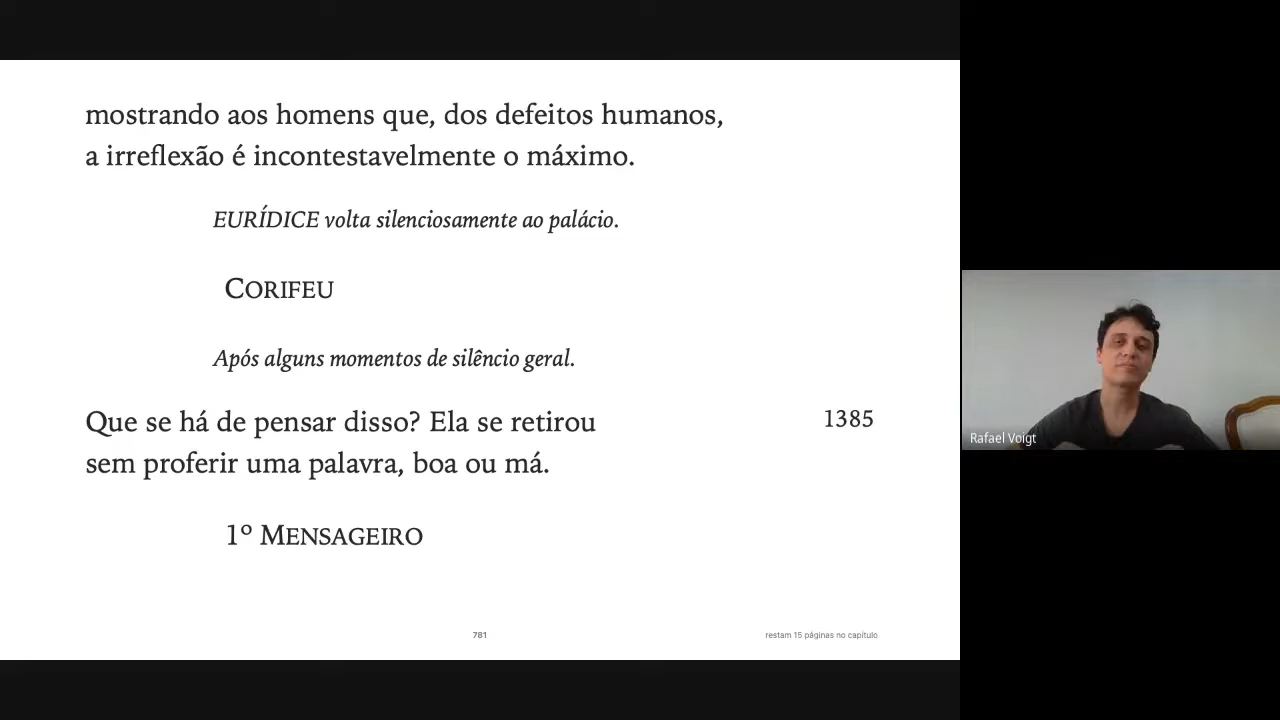 mostrando aos homens que, dos defeitos humanos,
a irreflexão é incontestavelmente o máximo.
EURÍDICE volta silenciosamente ao palácio.
CORIFEU
Após alguns momentos de silêncio geral.
Que se há de pensar disso? Ela se retirou 1385
sem proferir uma palavra, boa ou má.
1º MENSAGEIRO
781 restam 15 páginas no capítulo
Rafael Voigt